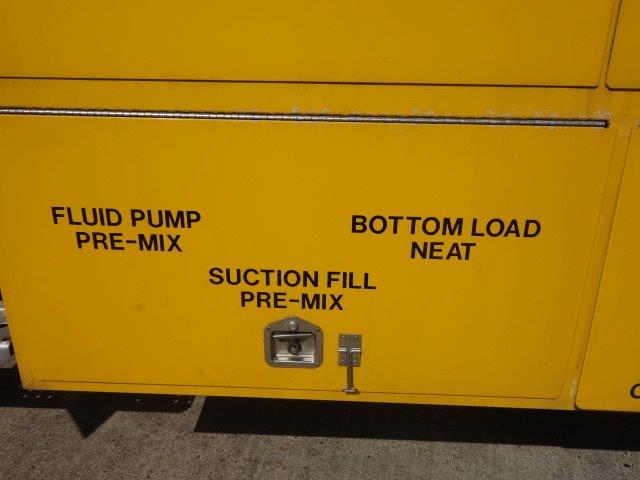 FLUID PUMP
PRE-MIX
BOTTOM LOAD
NEAT
SUCTION FILL
PRE-MIX